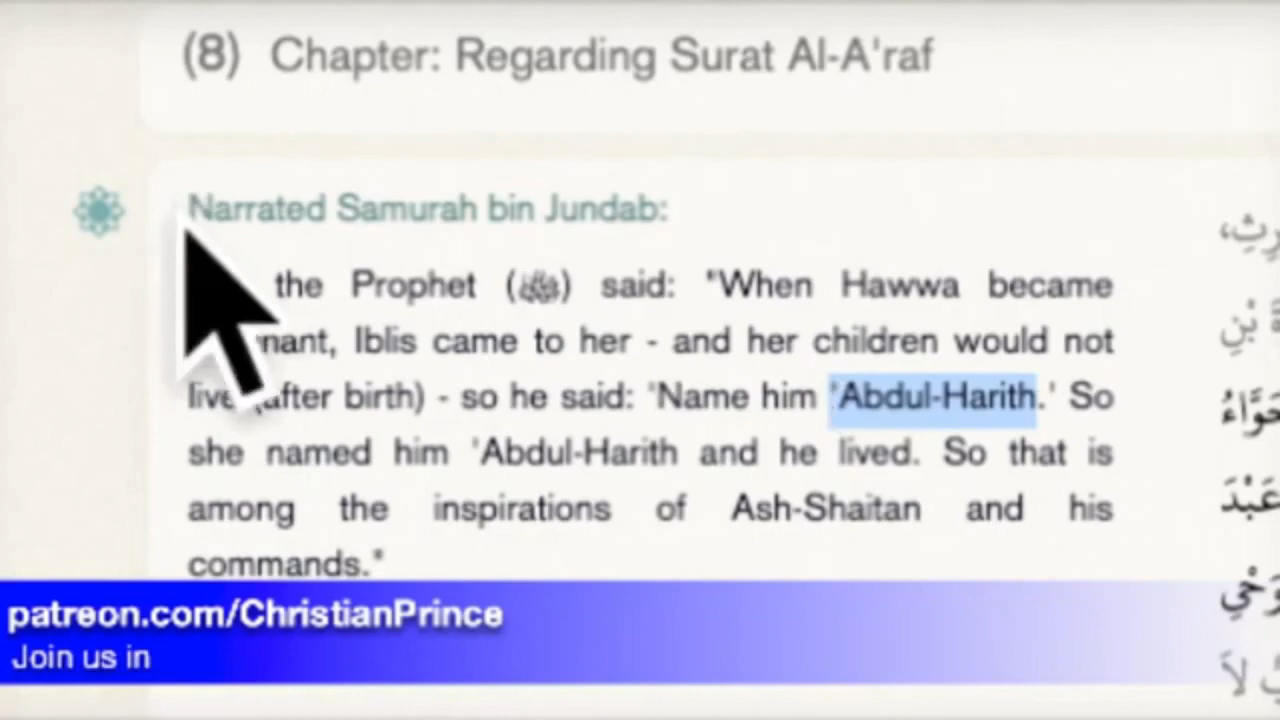 (8) Chapter: Regarding Surat Al-A'raf
Narrated Samurah bin Jundab:
the Prophet (ﷺ) said: "When Hawwa became
nant, Iblis came to her - and her children would not
live (after birth) - so he said: 'Name him 'Abdul-Harith.' So
she named him 'Abdul-Harith and he lived. So that is
among the inspirations of Ash-Shaitan and his
commands."
patreon.com/ChristianPrince
Join us in